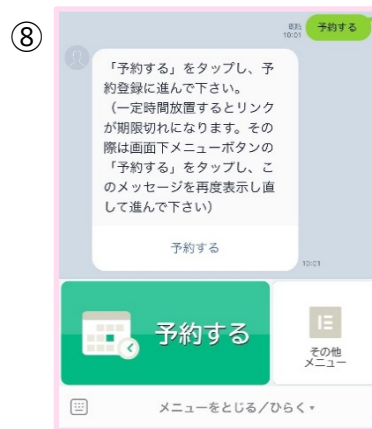 ⑧
既読
10:01
予約する
「予約する」をタップし、予
約登録に進んで下さい。
（一定時間放置するとリンク
が期限切れになります。その
際は画面下メニューボタンの
「予約する」をタップし、こ
のメッセージを再度表示し直
して進んで下さい）
予約する
10:01
予約する
その他
メニュー
メニューをとじる／ひらく▾